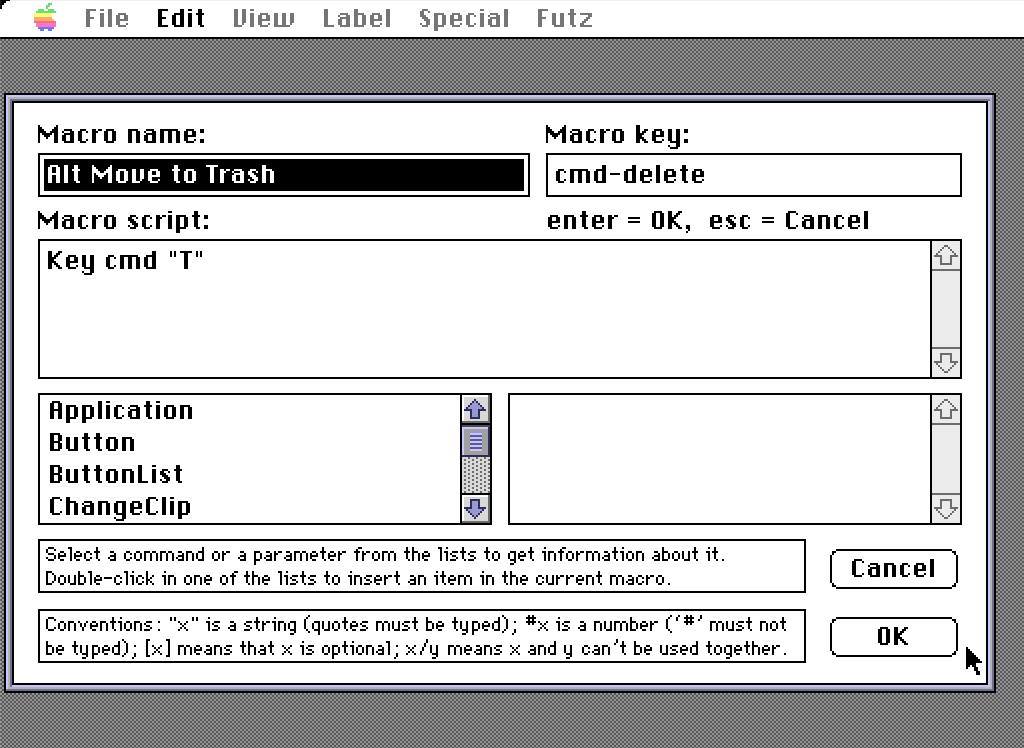 File Edit View Label Special Futz
Macro name:
Macro key:
Alt Move to Trash
cmd-delete
Macro script:
enter = OK, esc = Cancel
Key cmd "T"
Application
Button
ButtonList
ChangeClip
Select a command or a parameter from the lists to get information about it.
Double-click in one of the lists to insert an item in the current macro.
Cancel
Conventions: "x" is a string (quotes must be typed); #x is a number ('#' must not
be typed); [x] means that x is optional; x/y means x and y can't be used together.
OK